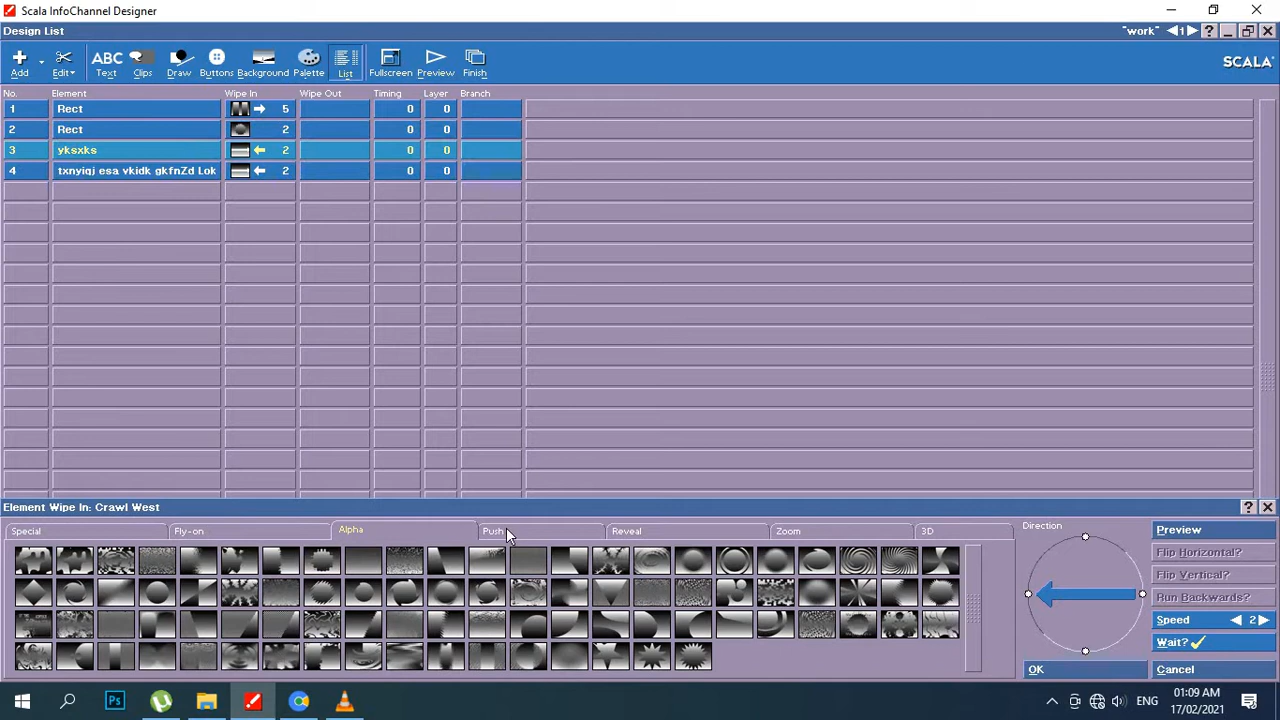 Scala InfoChannel Designer
Design List
"work" 1 ?
Add Edit Text Clips Draw Buttons Background Palette List Fullscreen Preview Finish
ABC
SCALA
No. Element Wipe In Wipe Out Timing Layer Branch
1 Rect 5 0 0
2 Rect 2 0 0
3 yksxks 2 0 0
4 txnyiqj esa vkidk gkfnZd Lok 2 0 0
Element Wipe In: Crawl West ?
Special Fly-on Alpha Push Reveal Zoom 3D
Direction
Preview
Flip Horizontal?
Flip Vertical?
Run Backwards?
Speed 2
Wait?
OK Cancel
Ps
ENG
01:09 AM
17/02/2021